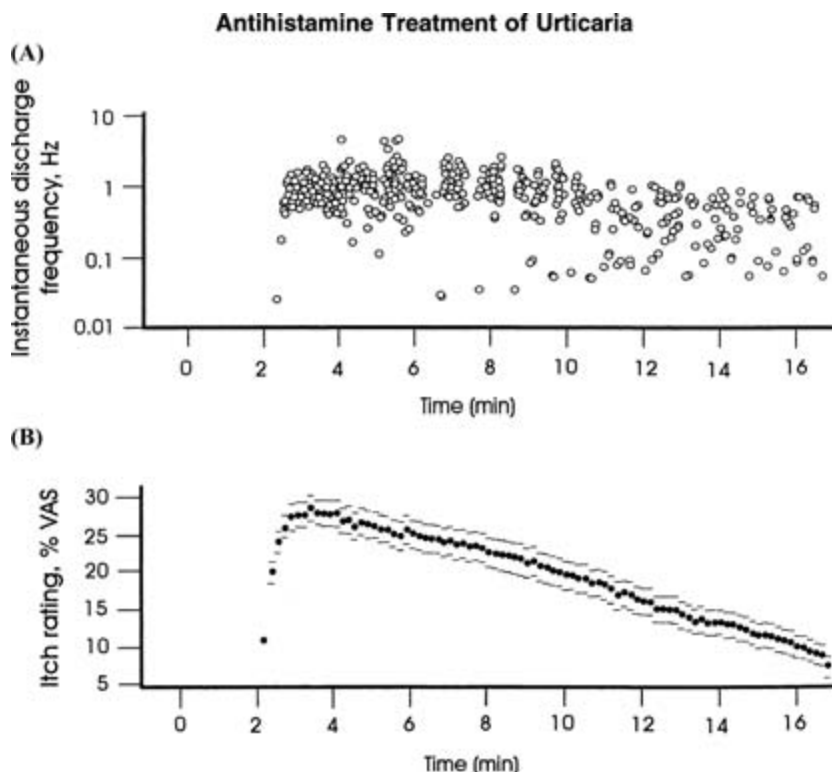 Antihistamine Treatment of Urticaria
(A)
Instantaneous discharge
frequency, Hz
10
1
0.1
0.01
0 2 4 6 8 10 12 14 16
Time (min)
(B)
Itch rating, % VAS
30
25
20
15
10
5
0 2 4 6 8 10 12 14 16
Time (min)